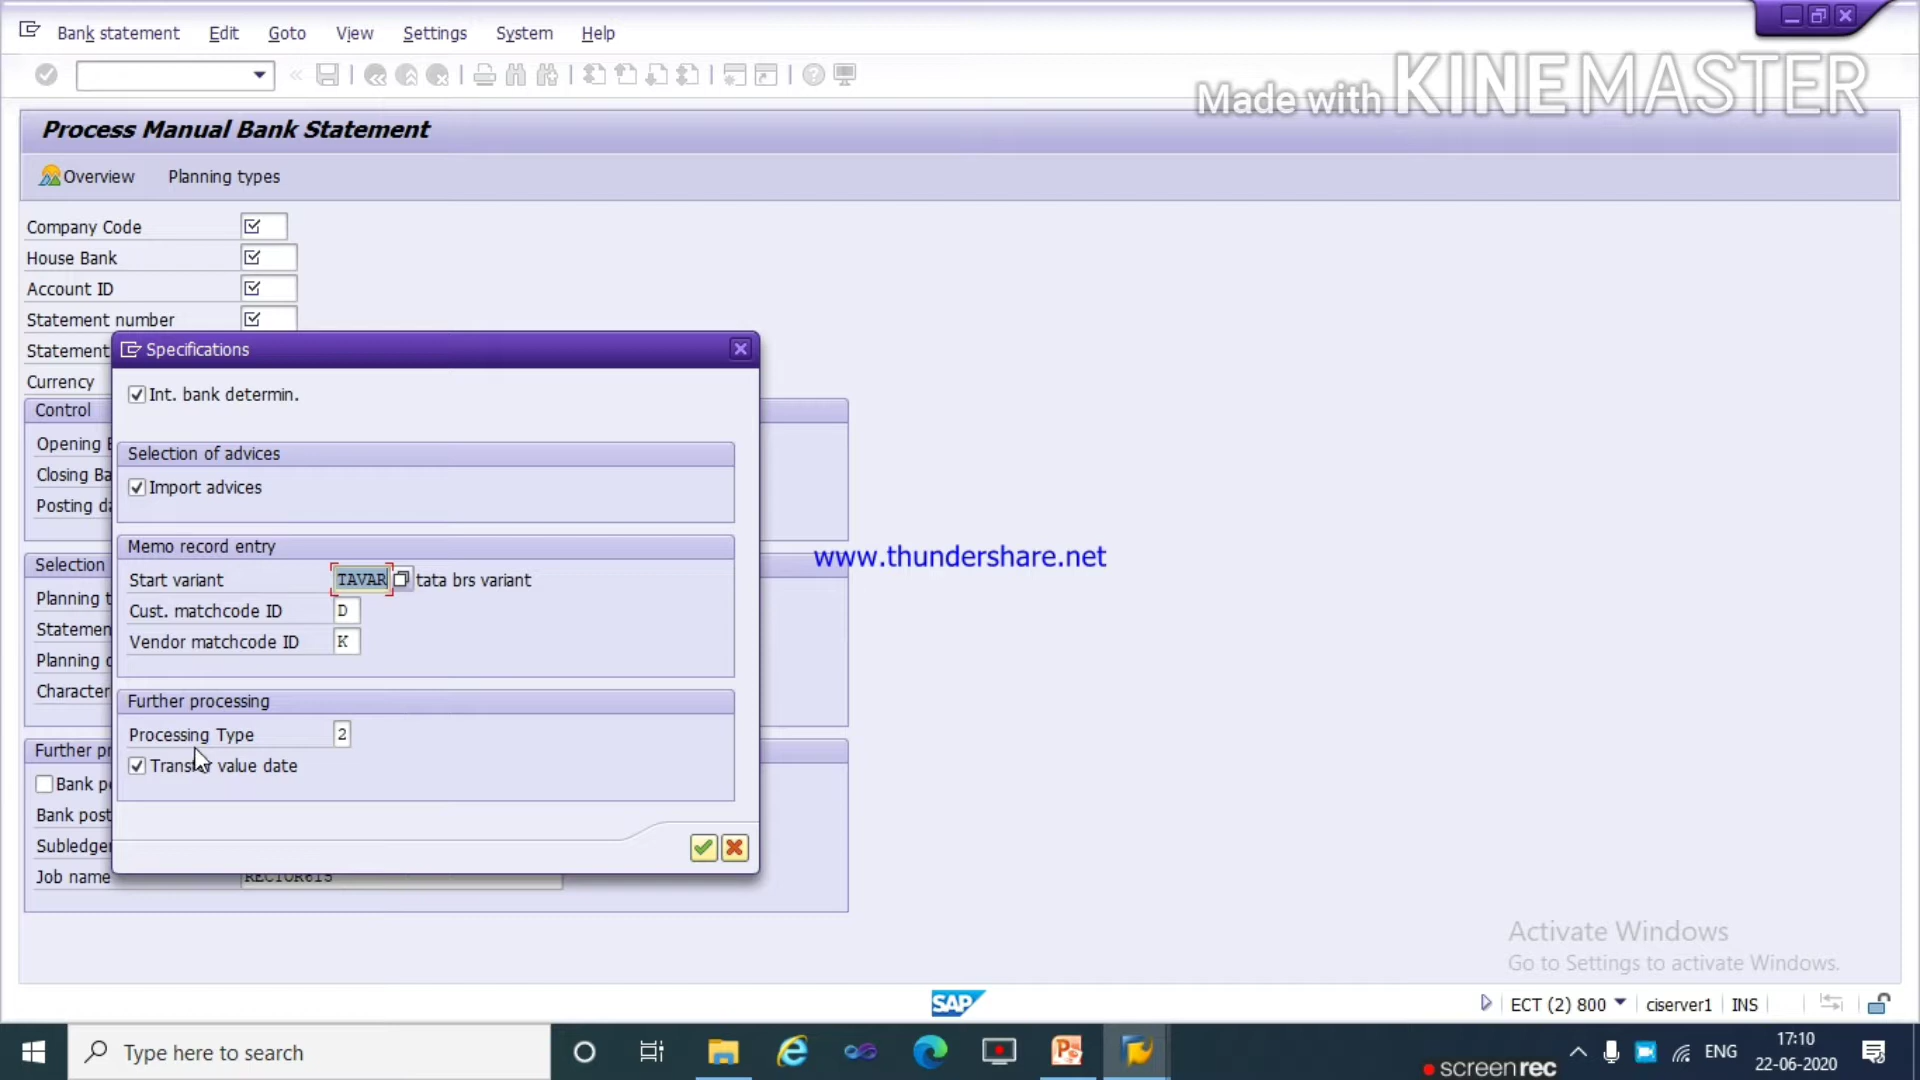 Bank statement Edit Goto View Settings System Help
Made with KINEMASTER
Process Manual Bank Statement
Overview Planning types
Company Code
House Bank
Account ID
Statement number
Statement
Currency
Control
Opening B
Closing Ba
Posting da
Selection
Planning t
Statemen
Planning d
Character
Further pr
Bank po
Bank post
Subledger
Job name
Specifications
Int. bank determin.
Selection of advices
Import advices
Memo record entry
Start variant TAVAR tata brs variant
Cust. matchcode ID D
Vendor matchcode ID K
Further processing
Processing Type 2
Transfer value date
www.thundershare.net
Activate Windows
Go to Settings to activate Windows.
SAP
ECT (2) 800 ciserver1 INS
Type here to search
ENG
17:10
22-06-2020
screenrec